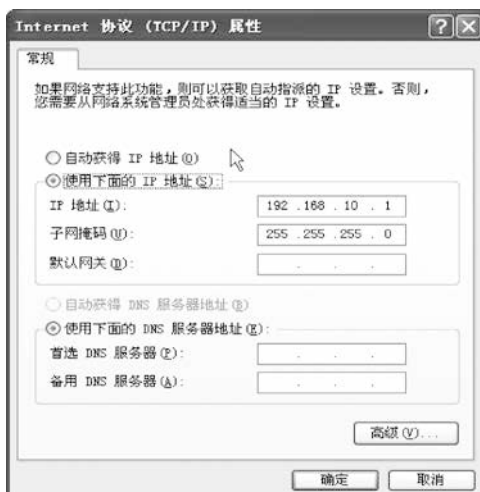 Internet 协议 (TCP/IP) 属性
常规
如果网络支持此功能,则可以获取自动指派的 IP 设置。否则,
您需要从网络系统管理员处获得适当的 IP 设置。
自动获得 IP 地址(O)
使用下面的 IP 地址(S):
IP 地址(I): 192 .168 . 10 . 1
子网掩码(U): 255 .255 .255 . 0
默认网关(D): . . .
自动获得 DNS 服务器地址(B)
使用下面的 DNS 服务器地址(E):
首选 DNS 服务器(P): . . .
备用 DNS 服务器(A): . . .
高级(V)...
确定 取消